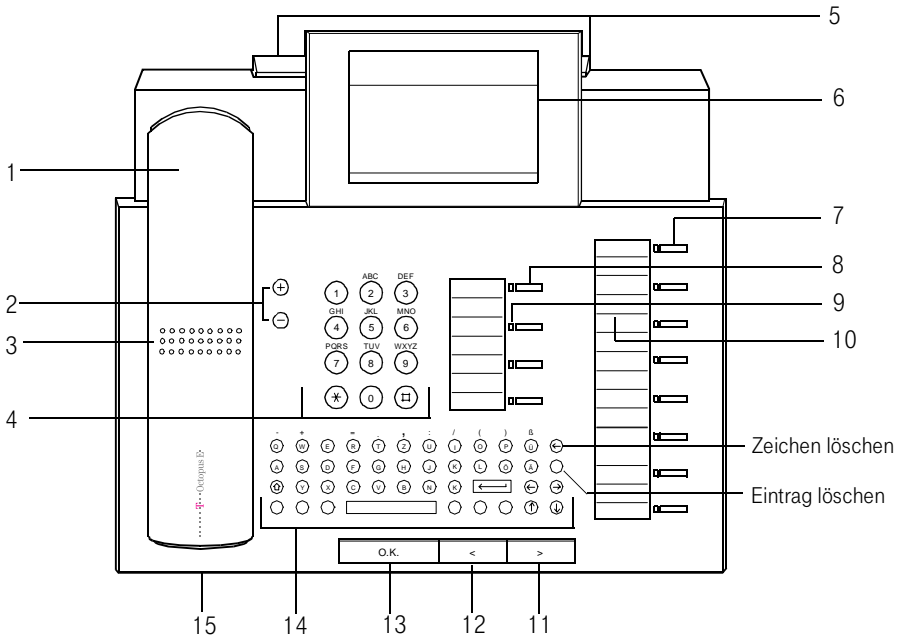 5
6
1
7
8
2
9
3
10
4
ABC DEF
1 2 3
GHI JKL MNO
4 5 6
PQRS TUV WXYZ
7 8 9
0
- + = _ , : / ( ) ß
Q W E R T Z U I O P Ü ←
A S D F G H J K L Ö Ä
⇧ Y X C V B N K ← →
↑ ↓
Zeichen löschen
Eintrag löschen
Octopus E
O.K. < >
15 14 13 12 11